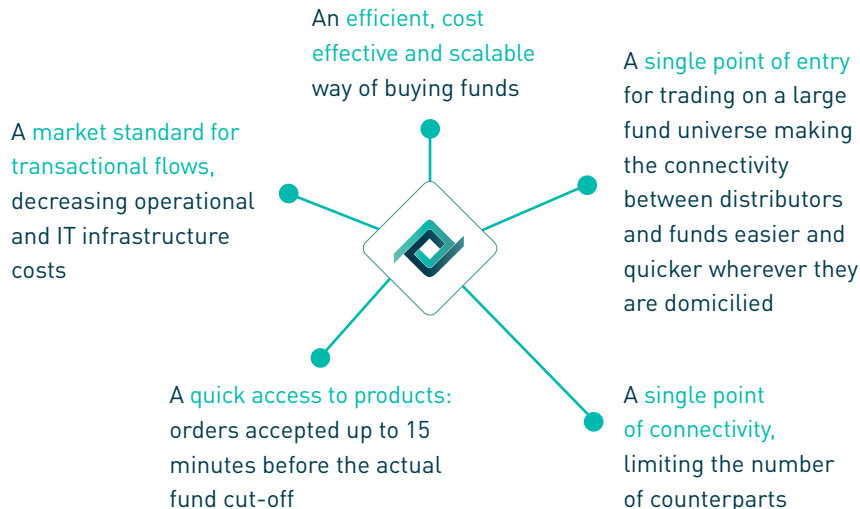 An efficient, cost
effective and scalable
way of buying funds
A single point of entry
for trading on a large
fund universe making
the connectivity
between distributors
and funds easier and
quicker wherever they
are domicilied
A market standard for
transactional flows,
decreasing operational
and IT infrastructure
costs
A quick access to products:
orders accepted up to 15
minutes before the actual
fund cut-off
A single point
of connectivity,
limiting the number
of counterparts